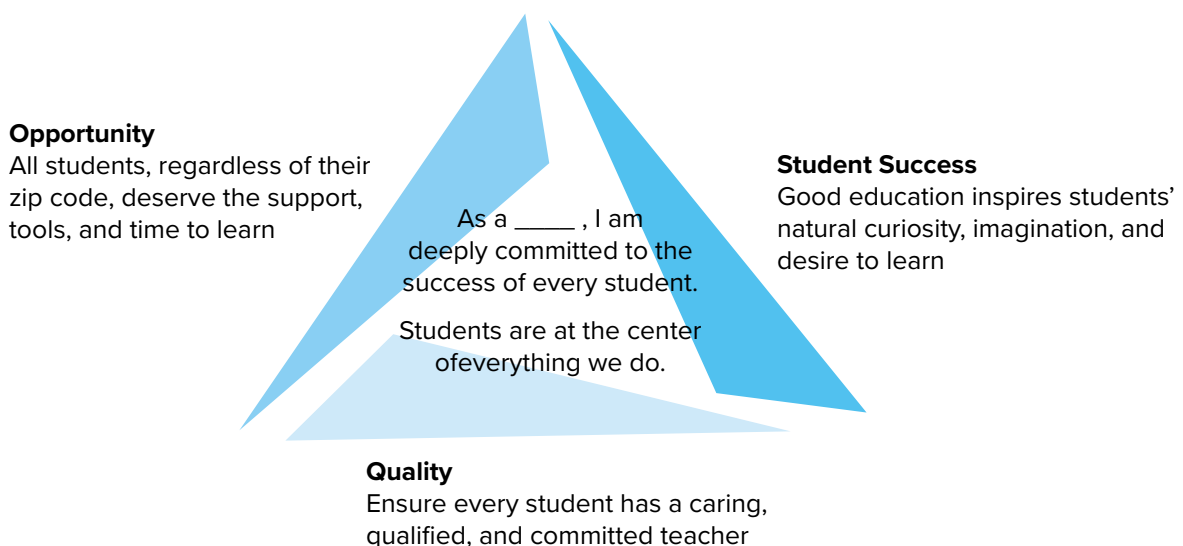 Opportunity
All students, regardless of their
zip code, deserve the support,
tools, and time to learn
Student Success
Good education inspires students’
natural curiosity, imagination, and
desire to learn
As a ____ , I am
deeply committed to the
success of every student.
Students are at the center
ofeverything we do.
Quality
Ensure every student has a caring,
qualified, and committed teacher